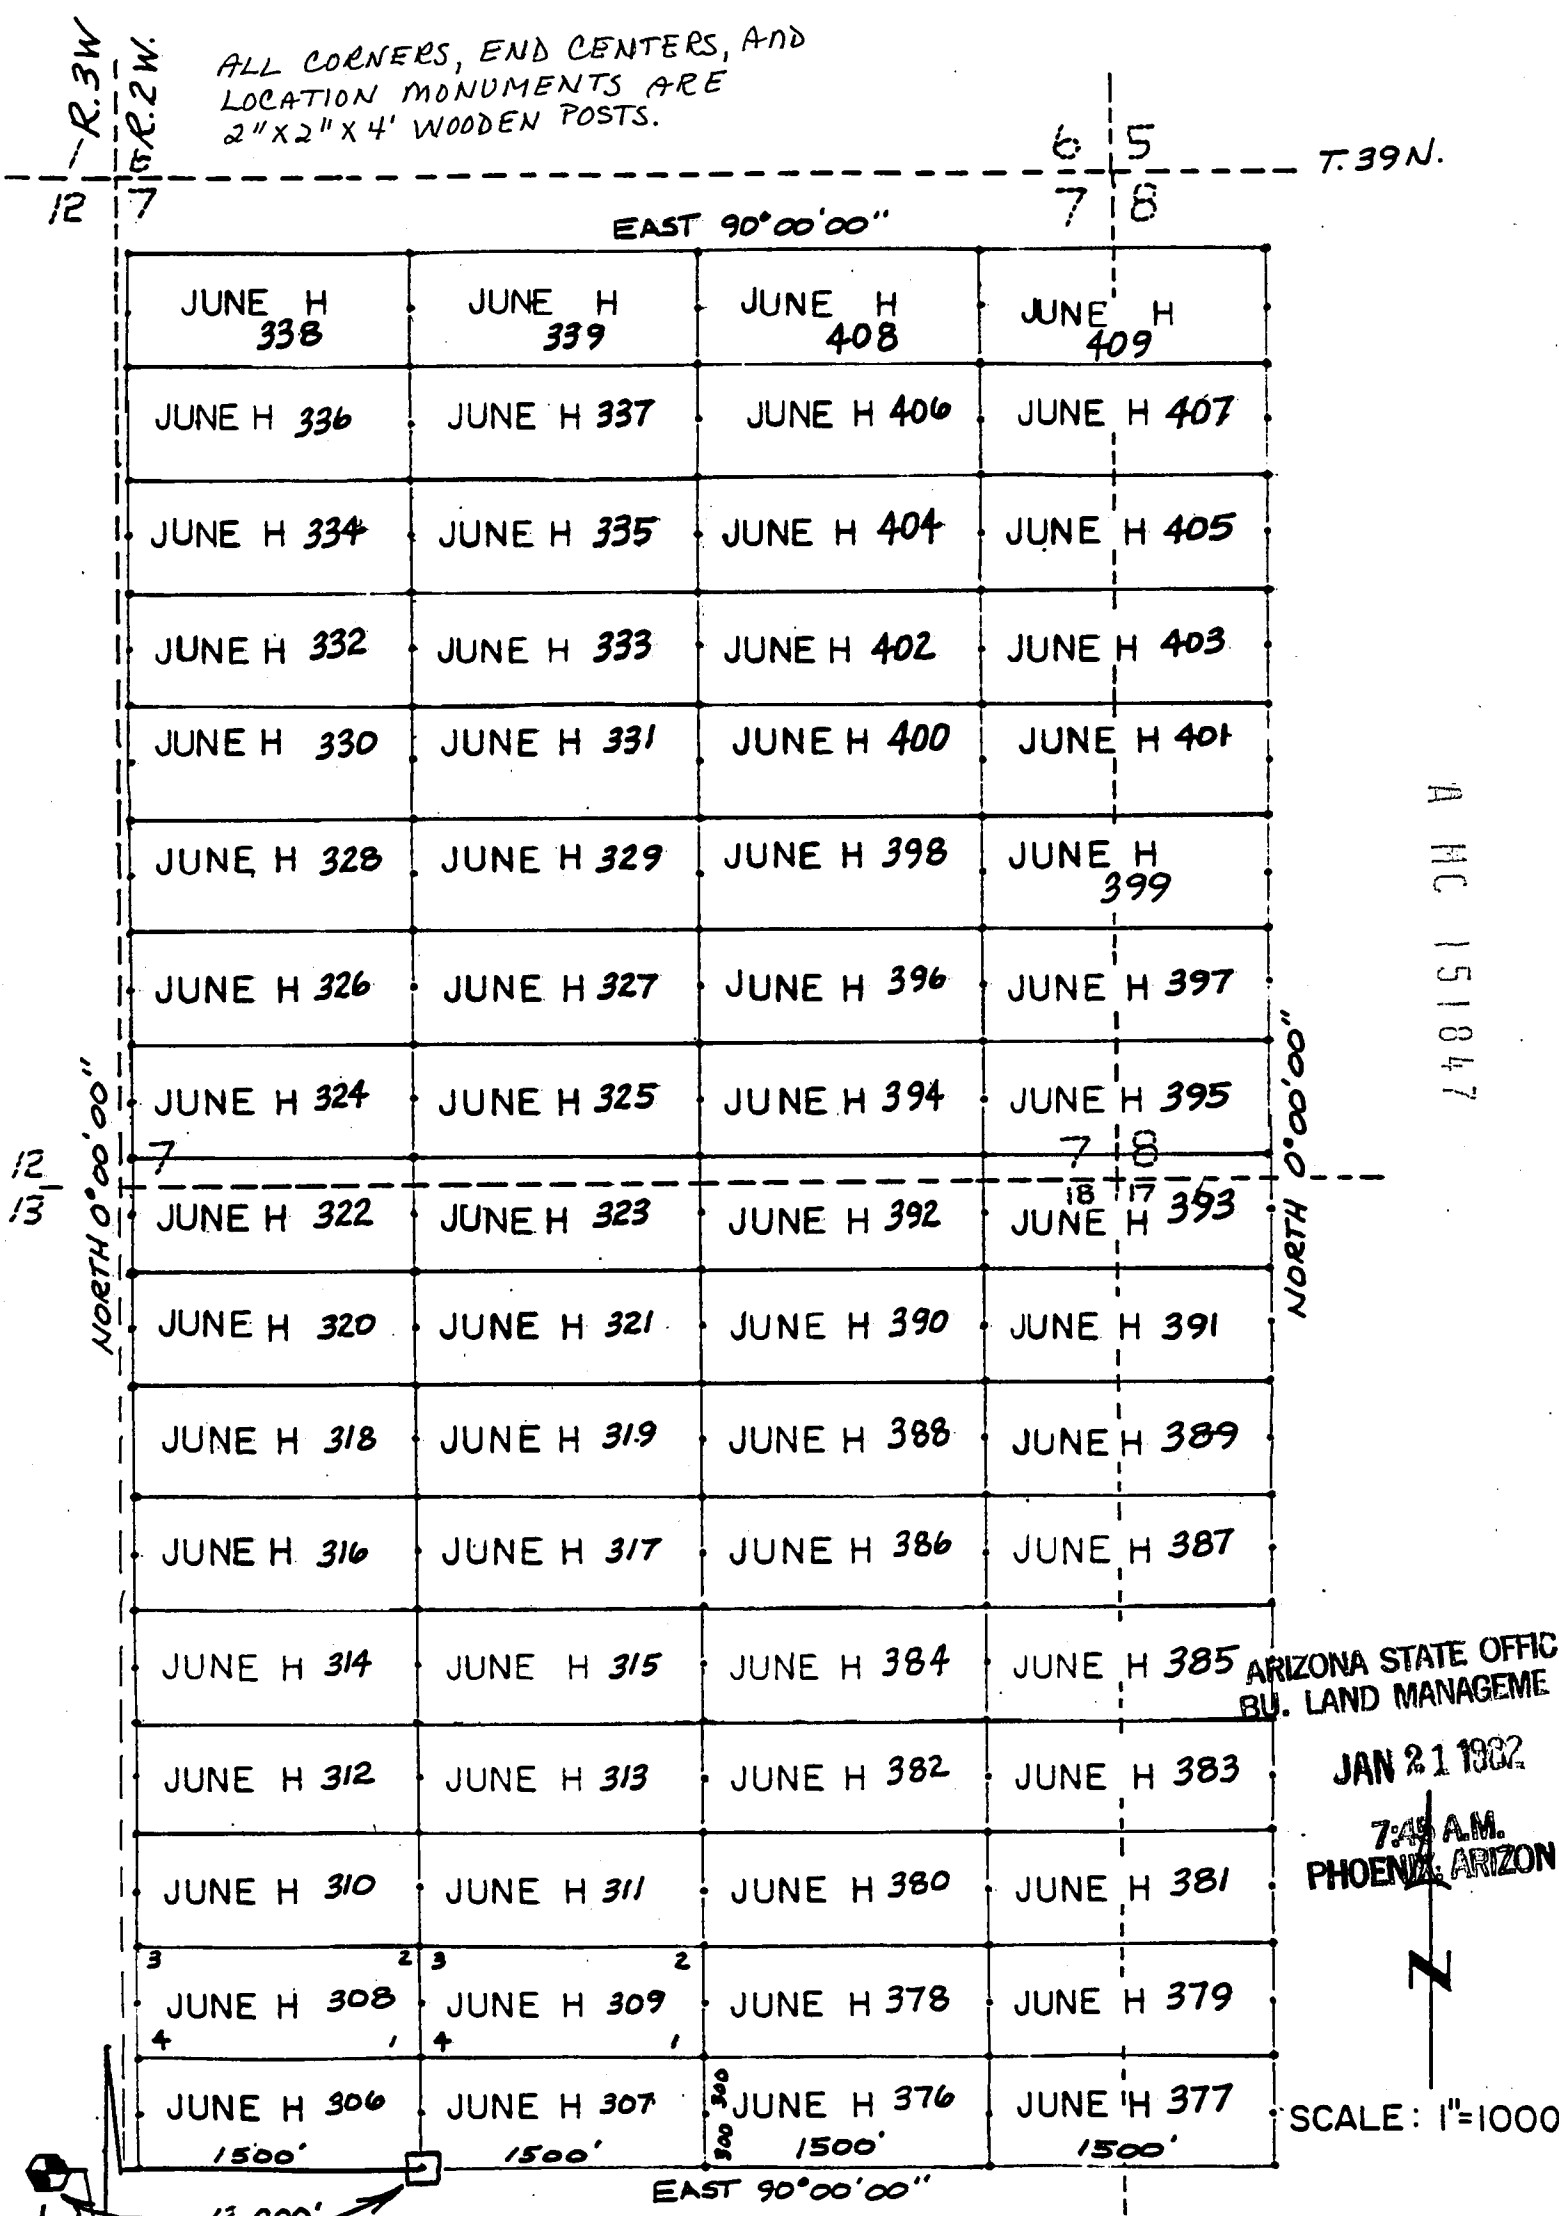 R.3W
R.2W.
ALL CORNERS, END CENTERS, AND
LOCATION MONUMENTS ARE
2"X2"X4' WOODEN POSTS.
6 5
T.39N.
12 7
7 8
EAST 90°00'00"
JUNE H 338
JUNE H 339
JUNE H 408
JUNE H 409
JUNE H 336
JUNE H 337
JUNE H 406
JUNE H 407
JUNE H 334
JUNE H 335
JUNE H 404
JUNE H 405
JUNE H 332
JUNE H 333
JUNE H 402
JUNE H 403
JUNE H 330
JUNE H 331
JUNE H 400
JUNE H 401
JUNE H 328
JUNE H 329
JUNE H 398
JUNE H 399
A MC 151847
JUNE H 326
JUNE H 327
JUNE H 396
JUNE H 397
NORTH 0°00'00"
NORTH 0°00'00"
JUNE H 324
JUNE H 325
JUNE H 394
JUNE H 395
12 7
7 8
13
18 17
JUNE H 322
JUNE H 323
JUNE H 392
JUNE H 393
JUNE H 320
JUNE H 321
JUNE H 390
JUNE H 391
JUNE H 318
JUNE H 319
JUNE H 388
JUNE H 389
JUNE H 316
JUNE H 317
JUNE H 386
JUNE H 387
JUNE H 314
JUNE H 315
JUNE H 384
JUNE H 385
ARIZONA STATE OFFIC
BU. LAND MANAGEME
JAN 21 1982
7:45 A.M.
PHOENIX, ARIZON
JUNE H 312
JUNE H 313
JUNE H 382
JUNE H 383
JUNE H 310
JUNE H 311
JUNE H 380
JUNE H 381
3 2 3 2
JUNE H 308
JUNE H 309
JUNE H 378
JUNE H 379
4 1 4 1
N
JUNE H 306
JUNE H 307
300 300
JUNE H 376
JUNE H 377
SCALE: 1"=1000
1500'
1500'
1500'
1500'
EAST 90°00'00"